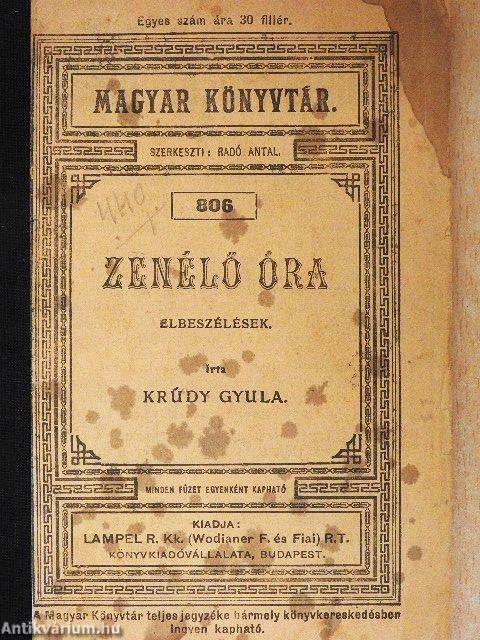 Egyes szám ára 30 fillér.
MAGYAR KÖNYVTÁR.
SZERKESZTI: RADÓ ANTAL.
440
806
ZENÉLŐ ÓRA
ELBESZÉLÉSEK.
írta
KRÚDY GYULA.
MINDEN FÜZET EGYENKÉNT KAPHATÓ
KIADJA:
LAMPEL R. Kk. (Wodianer F. és Fiai) R.T.
KÖNYVKIADÓVÁLLALATA, BUDAPEST.
A Magyar Könyvtár teljes jegyzéke bármely könyvkereskedésben
ingyen kapható.
Antikvárium.hu